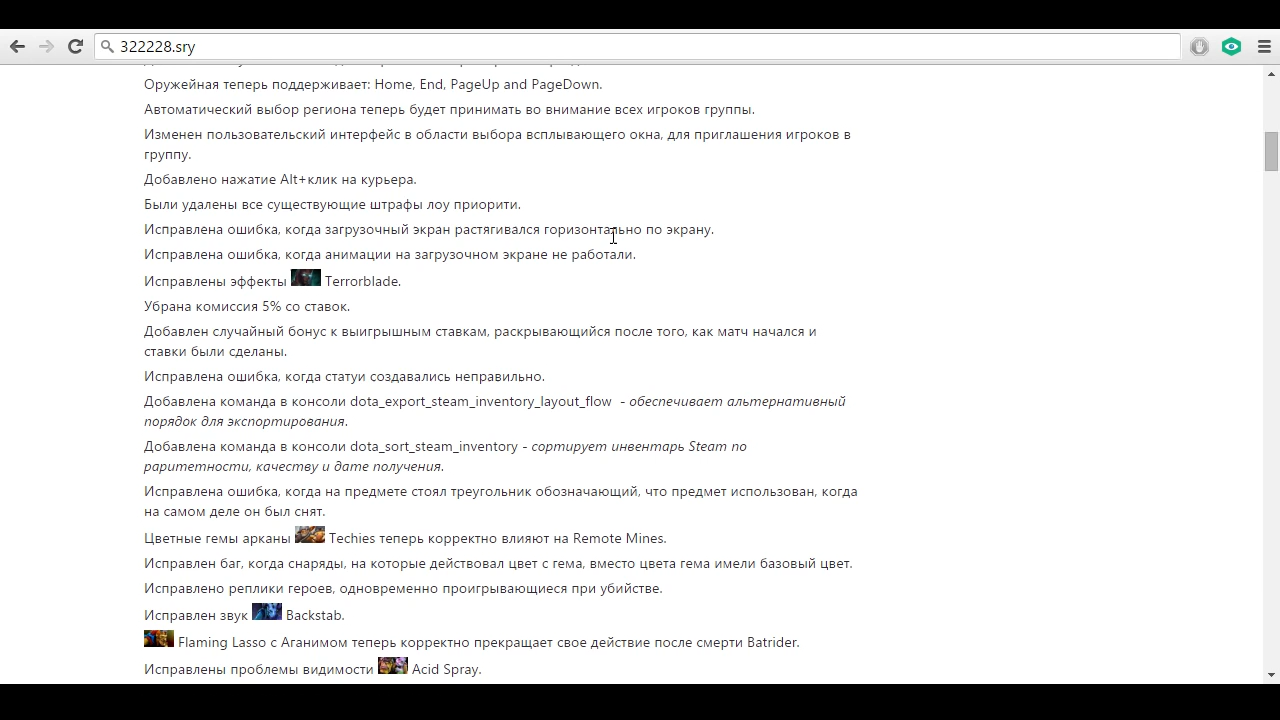 322228.sry
Оружейная теперь поддерживает: Home, End, PageUp and PageDown.
Автоматический выбор региона теперь будет принимать во внимание всех игроков группы.
Изменен пользовательский интерфейс в области выбора всплывающего окна, для приглашения игроков в
группу.
Добавлено нажатие Alt+клик на курьера.
Были удалены все существующие штрафы лоу приорити.
Исправлена ошибка, когда загрузочный экран растягивался горизонтально по экрану.
Исправлена ошибка, когда анимации на загрузочном экране не работали.
Исправлены эффекты Terrorblade.
Убрана комиссия 5% со ставок.
Добавлен случайный бонус к выигрышным ставкам, раскрывающийся после того, как матч начался и
ставки были сделаны.
Исправлена ошибка, когда статуи создавались неправильно.
Добавлена команда в консоли dota_export_steam_inventory_layout_flow - обеспечивает альтернативный
порядок для экспортирования.
Добавлена команда в консоли dota_sort_steam_inventory - сортирует инвентарь Steam по
раритетности, качеству и дате получения.
Исправлена ошибка, когда на предмете стоял треугольник обозначающий, что предмет использован, когда
на самом деле он был снят.
Цветные гемы арканы Techies теперь корректно влияют на Remote Mines.
Исправлен баг, когда снаряды, на которые действовал цвет с гема, вместо цвета гема имели базовый цвет.
Исправлено реплики героев, одновременно проигрывающиеся при убийстве.
Исправлен звук Backstab.
Flaming Lasso с Аганимом теперь корректно прекращает свое действие после смерти Batrider.
Исправлены проблемы видимости Acid Spray.